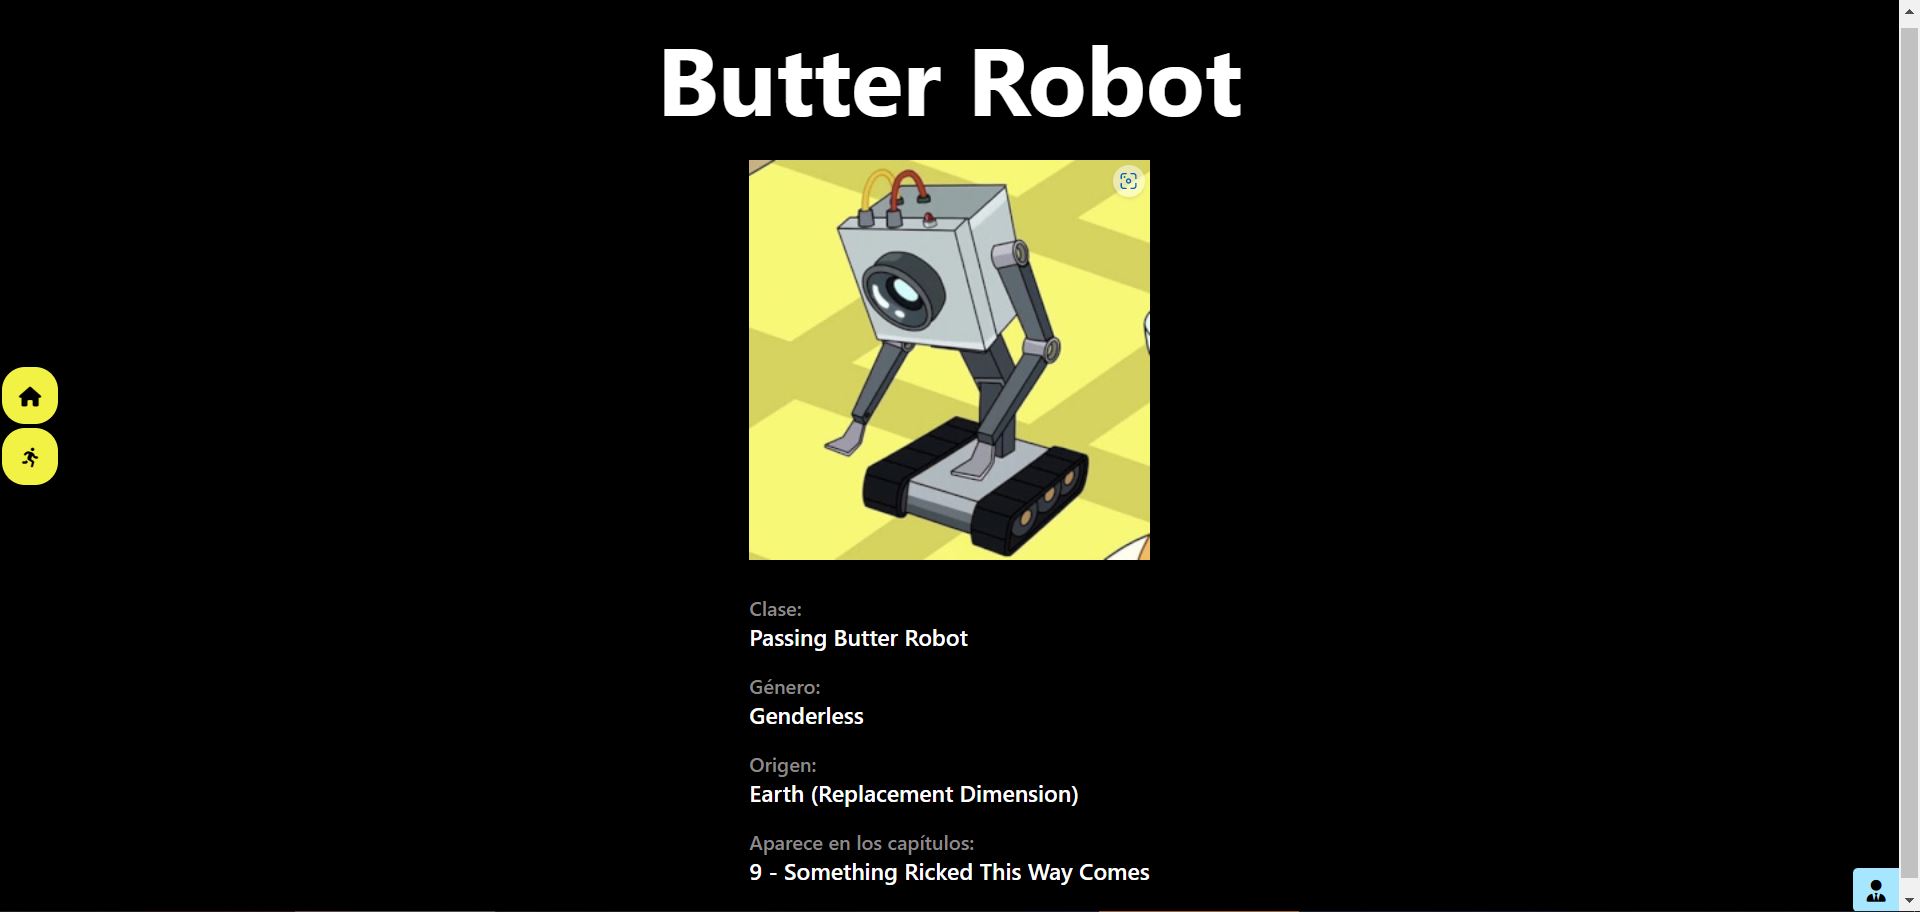 Butter Robot
Clase:
Passing Butter Robot
Género:
Genderless
Origen:
Earth (Replacement Dimension)
Aparece en los capítulos:
9 - Something Ricked This Way Comes